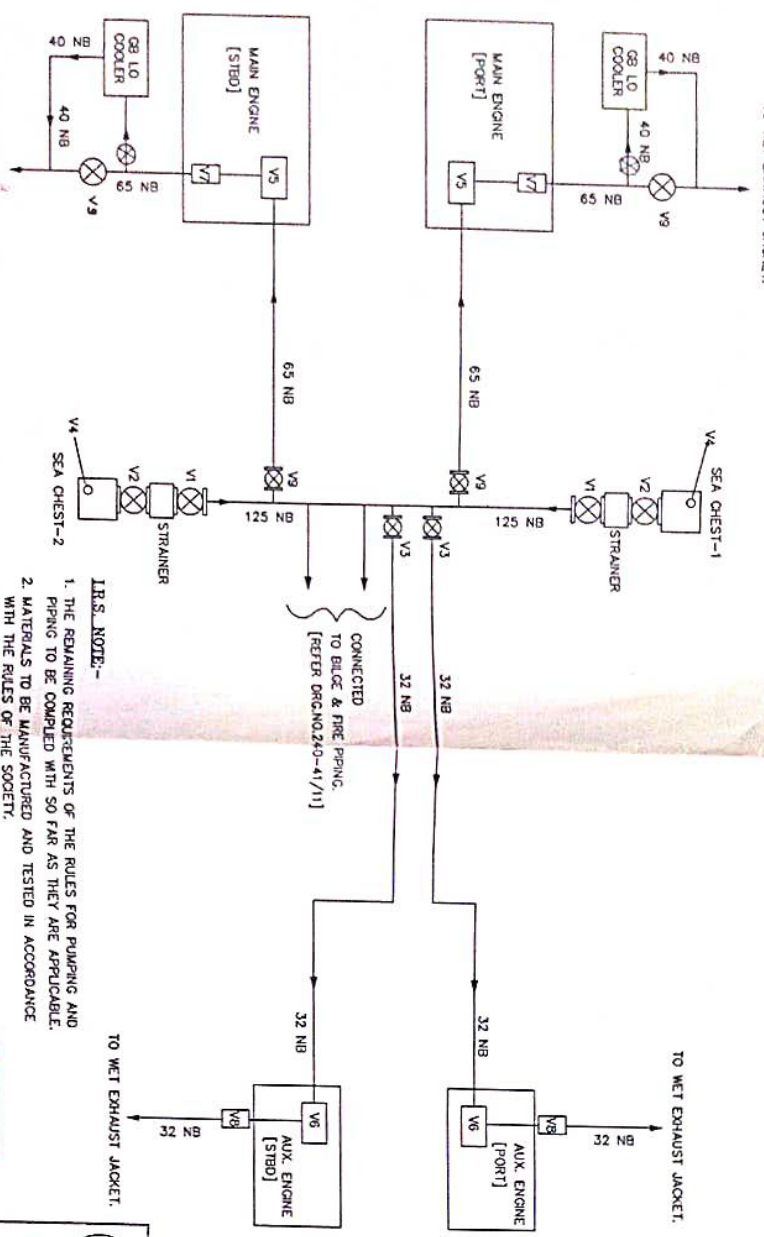 GB LO
COOLER
40 NB
40 NB
V9
65 NB
MAIN ENGINE
[PORT]
V7
V5
65 NB
V9
MAIN ENGINE
[STBD]
V5
V7
65 NB
V9
GB LO
COOLER
40 NB
40 NB
65 NB
V9
SEA CHEST-1
V4
V2
STRAINER
V1
125 NB
V3
32 NB
V3
32 NB
125 NB
CONNECTED
TO BILGE & FIRE PIPING.
[REFER DRG.NO.240-41/11]
V1
STRAINER
V2
V4
SEA CHEST-2
TO WET EXHAUST JACKET.
32 NB
V8
AUX. ENGINE
[PORT]
V6
32 NB
32 NB
V6
AUX. ENGINE
[STBD]
V8
32 NB
TO WET EXHAUST JACKET.
I.R.S. NOTE:-
1. THE REMAINING REQUIREMENTS OF THE RULES FOR PUMPING AND
PIPING TO BE COMPLIED WITH SO FAR AS THEY ARE APPLICABLE.
2. MATERIALS TO BE MANUFACTURED AND TESTED IN ACCORDANCE
WITH THE RULES OF THE SOCIETY.